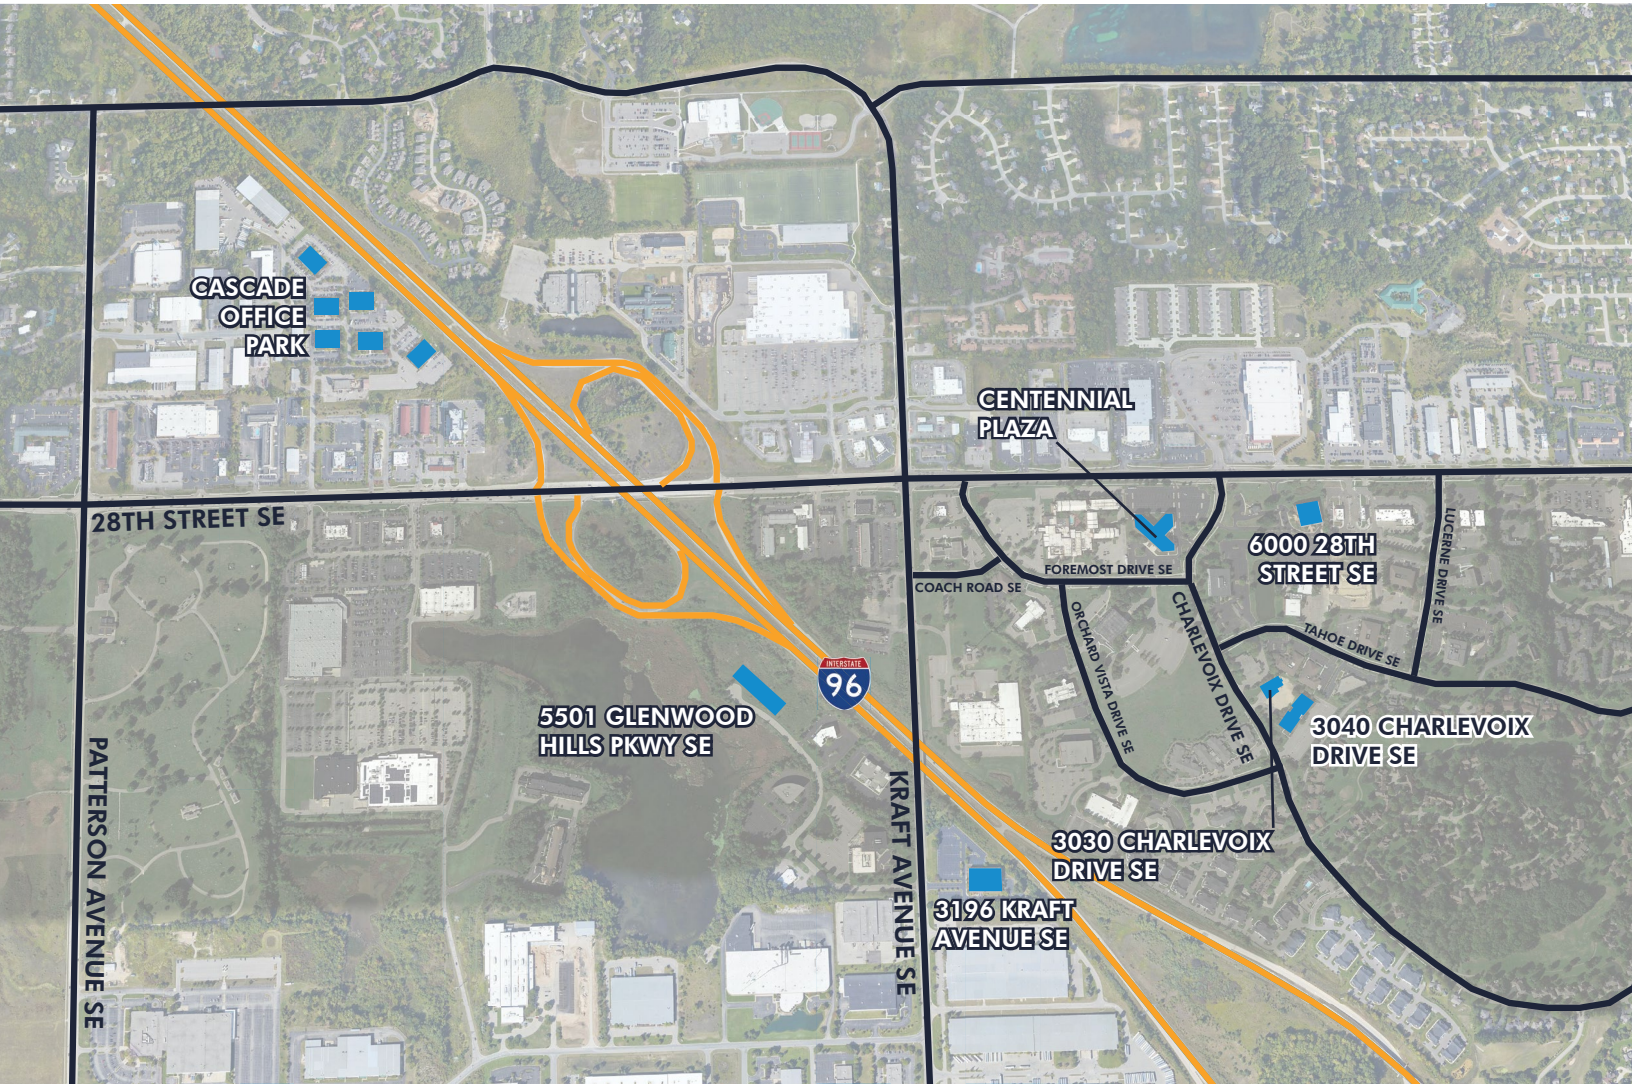 CASCADE
OFFICE
PARK
CENTENNIAL
PLAZA
28TH STREET SE
6000 28TH
STREET SE
LUCERNE DRIVE SE
FOREMOST DRIVE SE
COACH ROAD SE
ORCHARD VISTA DRIVE SE
CHARLEVOIX DRIVE SE
TAHOE DRIVE SE
INTERSTATE
96
5501 GLENWOOD
HILLS PKWY SE
3040 CHARLEVOIX
DRIVE SE
PATTERSON AVENUE SE
KRAFT AVENUE SE
3030 CHARLEVOIX
DRIVE SE
3196 KRAFT
AVENUE SE